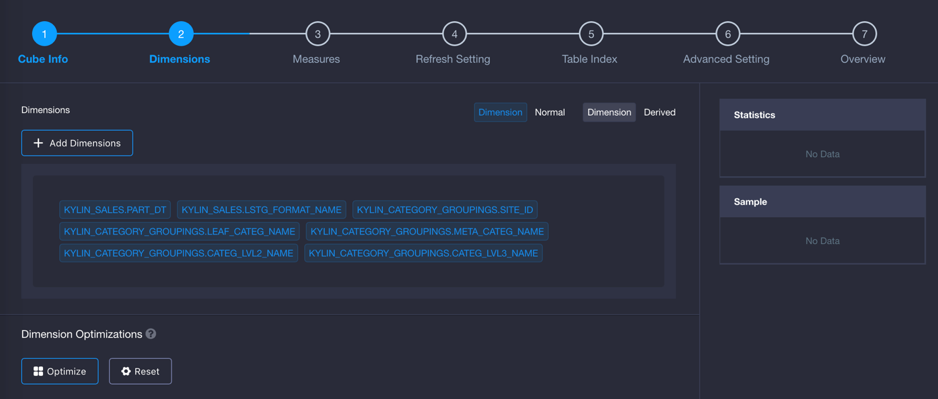 1 2 3 4 5 6 7
Cube Info Dimensions Measures Refresh Setting Table Index Advanced Setting Overview
Dimensions Dimension Normal Dimension Derived
+ Add Dimensions
KYLIN_SALES.PART_DT KYLIN_SALES.LSTG_FORMAT_NAME KYLIN_CATEGORY_GROUPINGS.SITE_ID
KYLIN_CATEGORY_GROUPINGS.LEAF_CATEG_NAME KYLIN_CATEGORY_GROUPINGS.META_CATEG_NAME
KYLIN_CATEGORY_GROUPINGS.CATEG_LVL2_NAME KYLIN_CATEGORY_GROUPINGS.CATEG_LVL3_NAME
Dimension Optimizations ?
Optimize Reset
Statistics
No Data
Sample
No Data